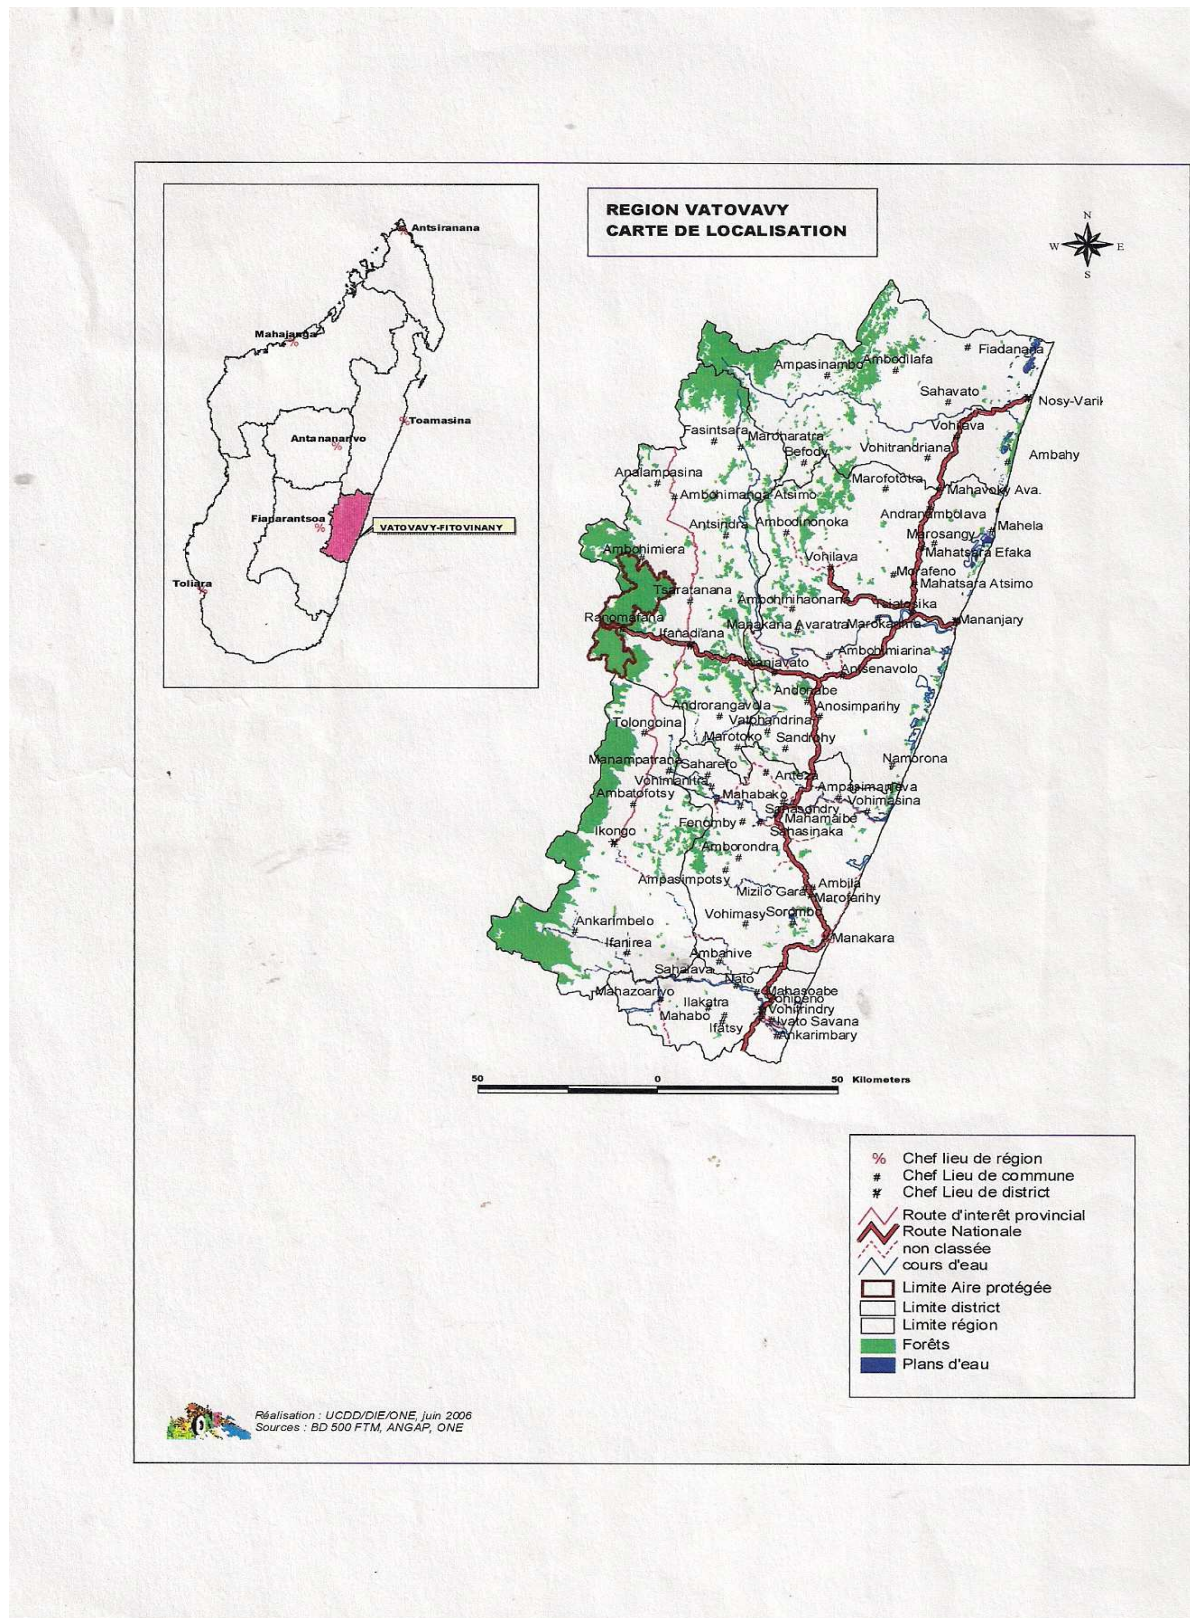 REGION VATOVAVY
CARTE DE LOCALISATION
N
W
E
S
Antsiranana
Mahajanga
Toamasina
Antananarivo
Fianarantsoa
VATOVAVY-FITOVINANY
Toliara
Fiadanana
Ambodilafa
Ampasinambo
Sahavato
Nosy-Varik
Vohilava
Fasintsara
Maroharatra
Vohitrandriana
Befody
Ambahy
Analampasina
Marofototra
Mahavoky Ava.
Ambohimanga Atsimo
Andranambolava
Antsindra
Ambodinonoka
Mahela
Marosangy
Ambohimiera
Mahatsara Efaka
Vohilava
Morafeno
Mahatsara Atsimo
Tsaratanana
Ambohinihaonana
Tsiatosika
Ranomafana
Manakana Avaratra
Marokarima
Mananjary
Ifanadiana
Ambohimiarina
Kianjavato
Antsenavolo
Andonabe
Androrangavola
Anosimparihy
Tolongoina
Vatohandrina
Marotoko
Sandrohy
Manampatrana
Saharefo
Namorona
Vohimanitra
Anteza
Ambatofotsy
Mahabako
Ampasimanjeva
Vohimasina
Sahasondry
Fenomby
Mahamaibe
Ikongo
Sahasinaka
Amborondra
Ampasimpotsy
Mizilo Gara
Ambila
Marofarihy
Vohimasy
Sorombo
Ankarimbelo
Manakara
Ifanirea
Ambahive
Sahalava
Nato
Mahazoarivo
Mahasoabe
Vohipeno
Ilakatra
Vohitrindry
Mahabo
Ivato Savana
Ifatsy
Ankarimbary
50
0
50
Kilometers
% Chef lieu de région
# Chef Lieu de commune
# Chef Lieu de district
Route d'interêt provincial
Route Nationale
non classée
cours d'eau
Limite Aire protégée
Limite district
Limite région
Forêts
Plans d'eau
Réalisation : UCDD/DIE/ONE, juin 2006
Sources : BD 500 FTM, ANGAP, ONE